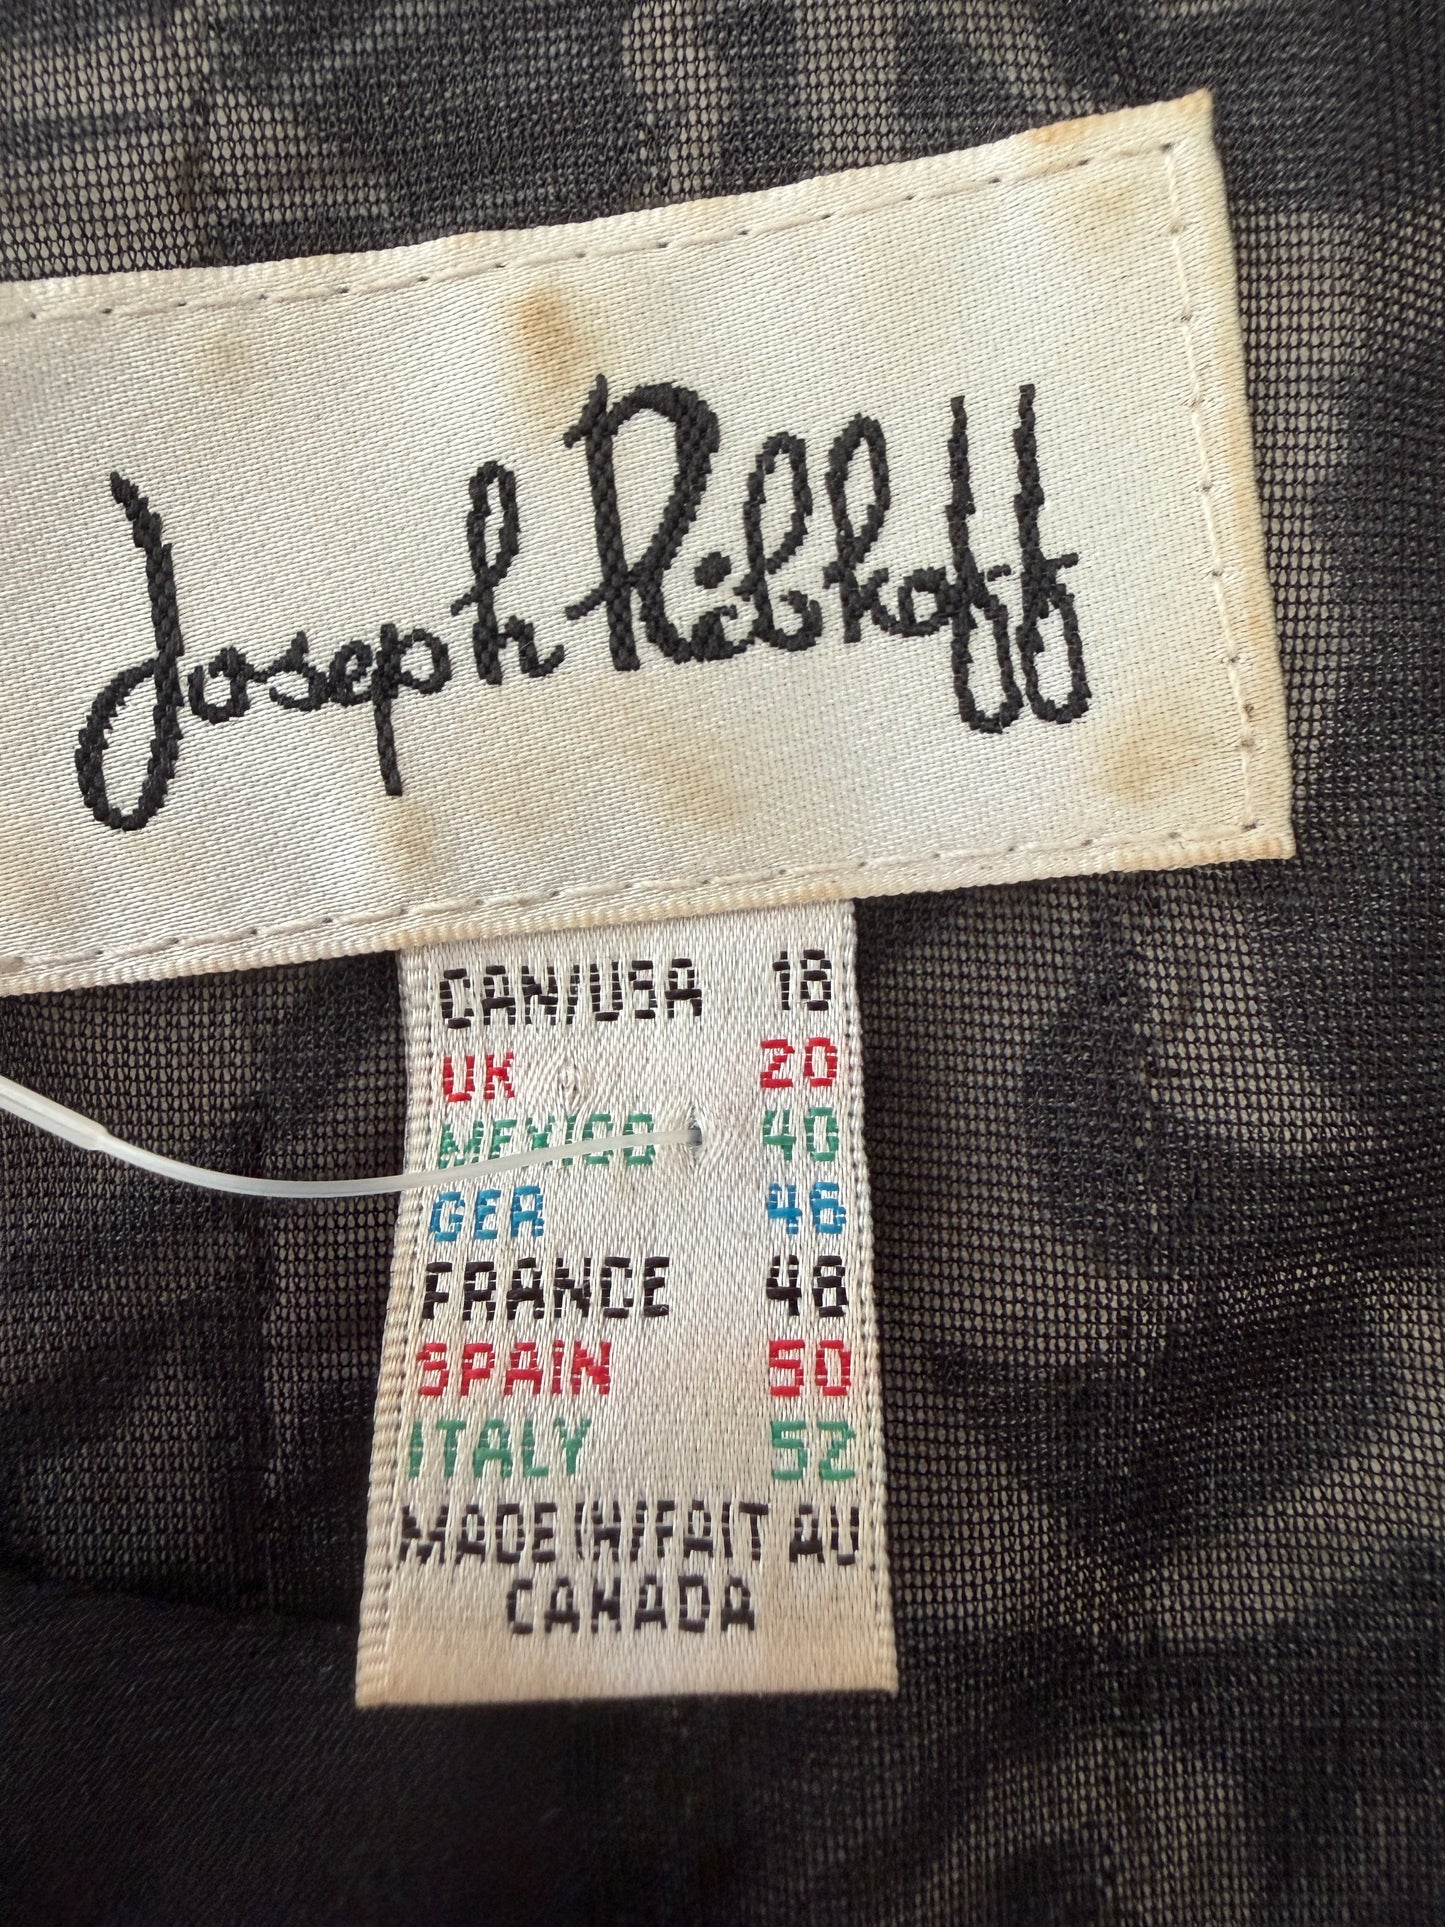 Joseph Ribkoff
CAN/USA 18
UK 20
MEXICO 40
GER 46
FRANCE 48
SPAIN 50
ITALY 52
MADE IN/FAIT AU
CANADA